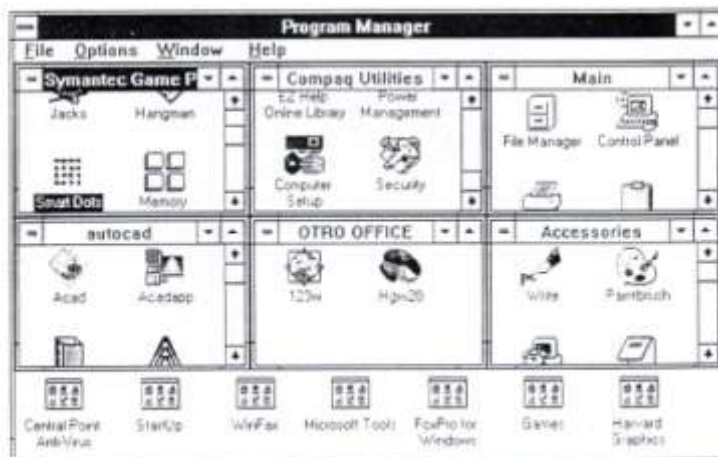 Program Manager
File Options Window Help
Symantec Game P
Compaq Utilities
Main
Jacks Hangman
EZ Help Power
Online Library Management
File Manager Control Panel
Smart Dots Memory
Computer Security
Setup
autocad
OTRO OFFICE
Accessories
Acad Acadapp
123w Hgw20
Write Paintbrush
Central Point StartUp WinFax Microsoft Tools FoxPro for Games Harvard
Anti-Virus Windows Graphics